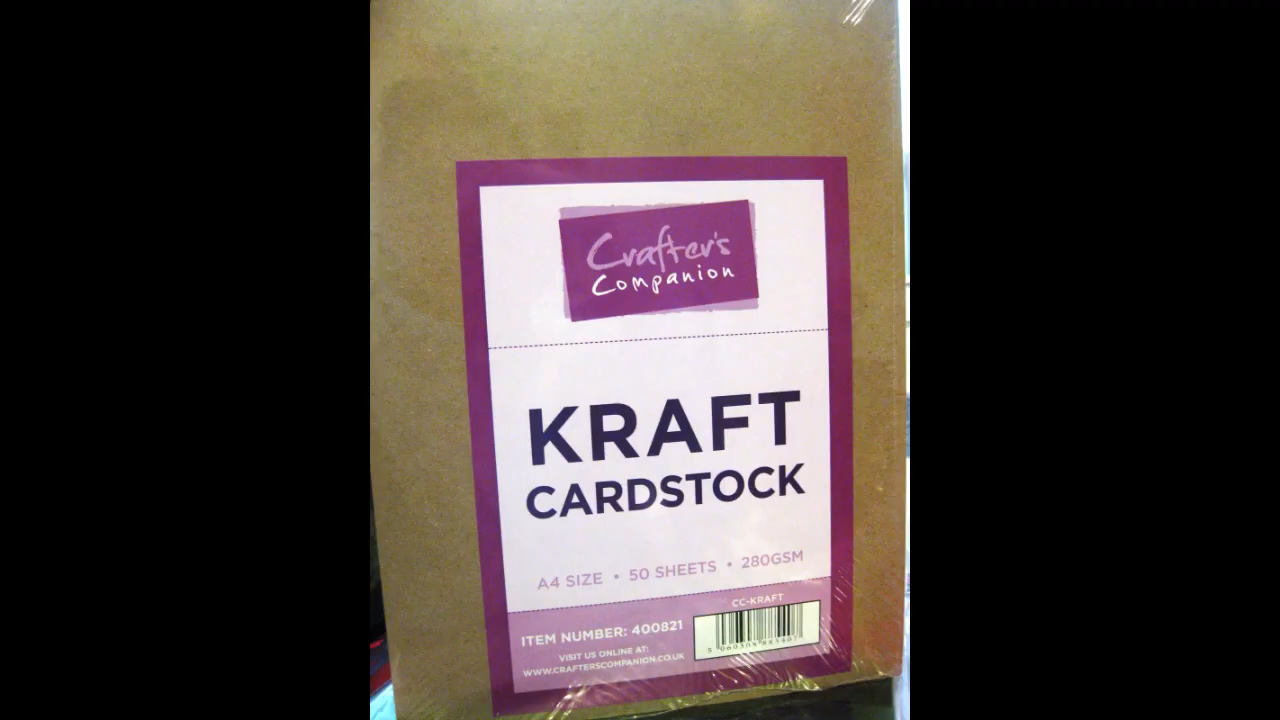 Crafter's
Companion
KRAFT
CARDSTOCK
A4 SIZE • 50 SHEETS • 280GSM
CC-KRAFT
ITEM NUMBER: 400821
VISIT US ONLINE AT:
WWW.CRAFTERSCOMPANION.CO.UK